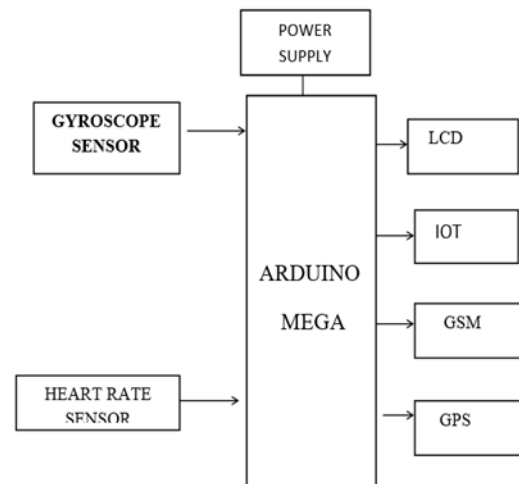 POWER
SUPPLY
GYROSCOPE
SENSOR
LCD
IOT
ARDUINO
MEGA
GSM
HEART RATE
SENSOR
GPS